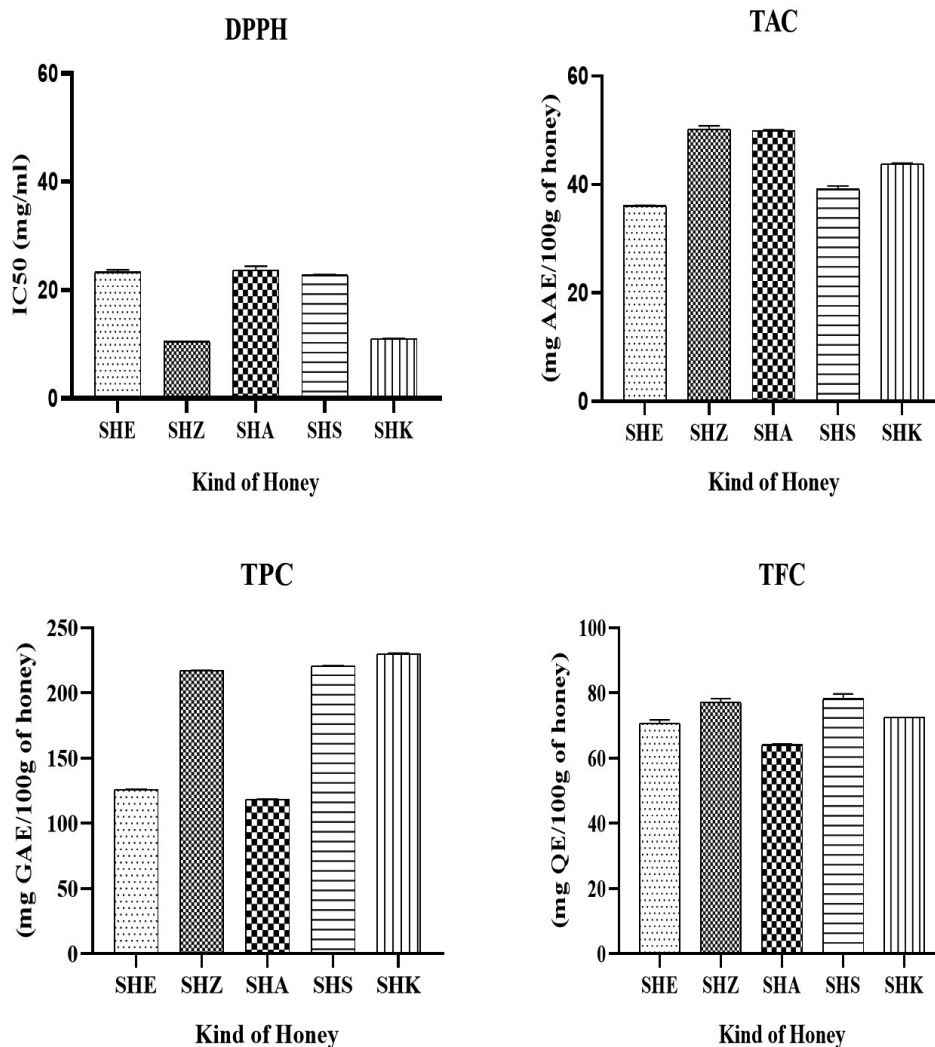 DPPH
IC50 (mg/ml)
60
40
20
0
SHE SHZ SHA SHS SHK
Kind of Honey
TAC
(mg AAE/100g of honey)
60
40
20
0
SHE SHZ SHA SHS SHK
Kind of Honey
TPC
(mg GAE/100g of honey)
250
200
150
100
50
0
SHE SHZ SHA SHS SHK
Kind of Honey
TFC
(mg QE/100g of honey)
100
80
60
40
20
0
SHE SHZ SHA SHS SHK
Kind of Honey